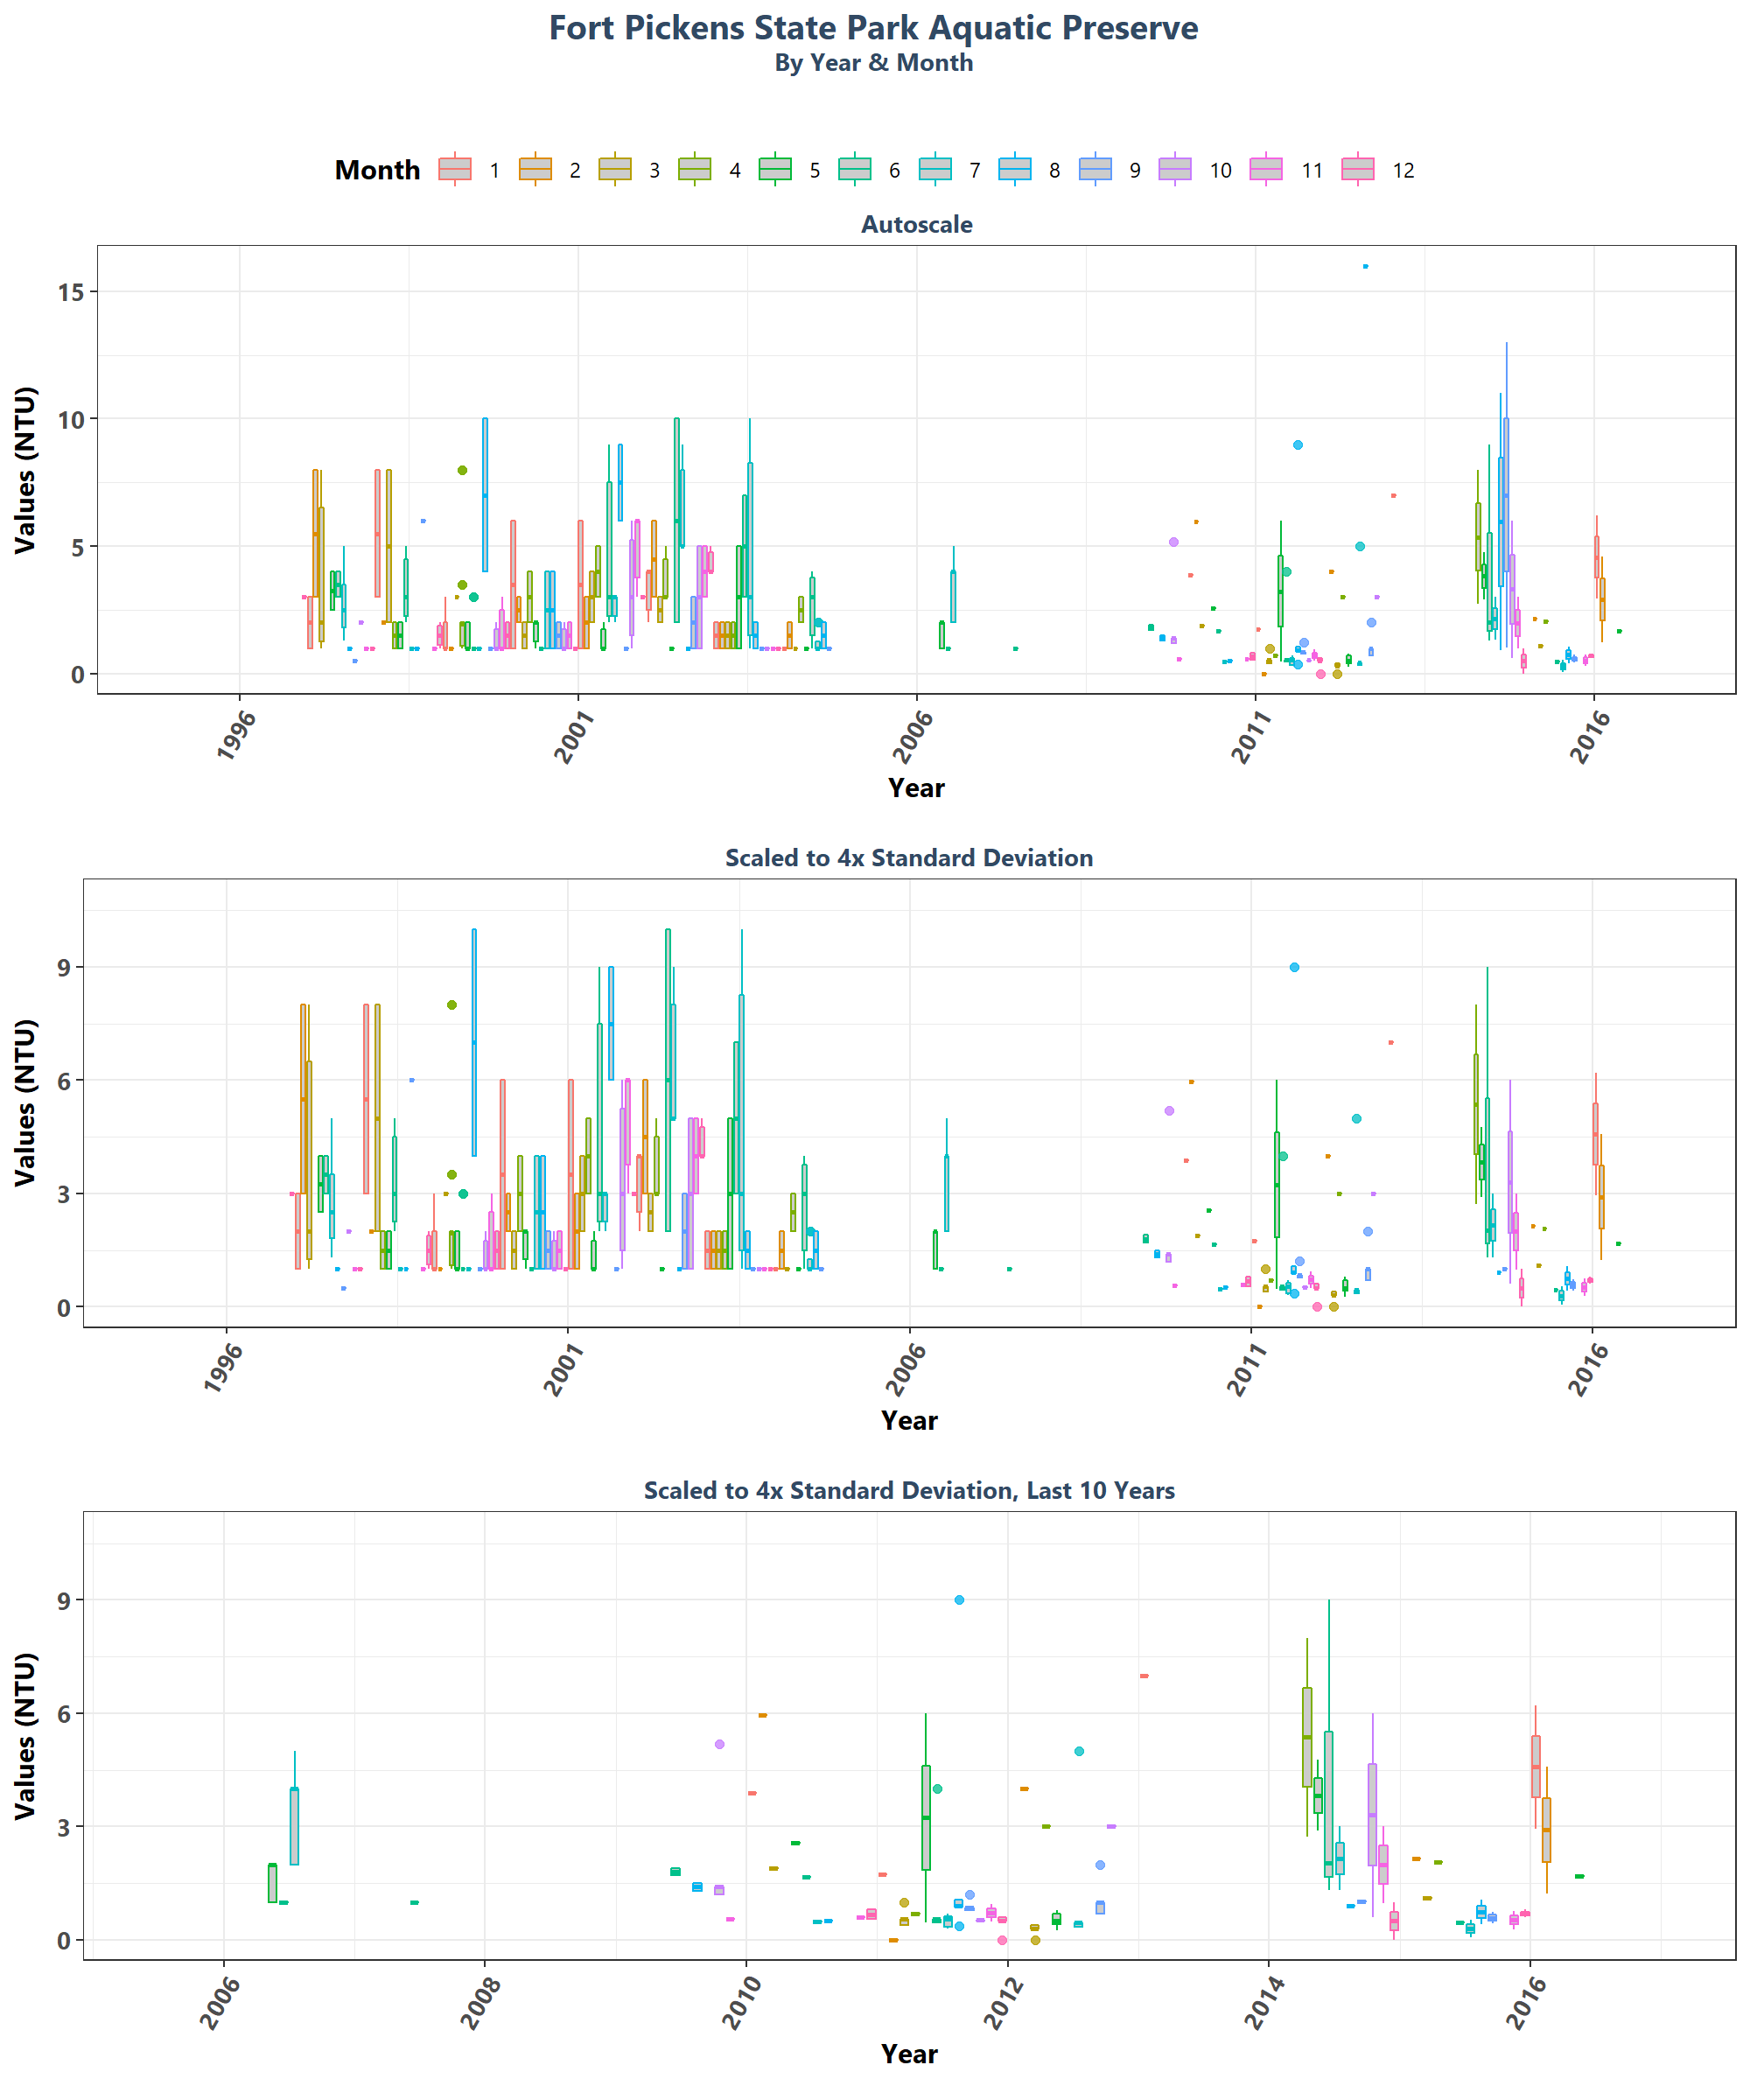 Fort Pickens State Park Aquatic Preserve
By Year & Month
Month 1 2 3 4 5 6 7 8 9 10 11 12
Autoscale
Values (NTU)
15
10
5
0
1996 2001 2006 2011 2016
Year
Scaled to 4x Standard Deviation
Values (NTU)
9
6
3
0
1996 2001 2006 2011 2016
Year
Scaled to 4x Standard Deviation, Last 10 Years
Values (NTU)
9
6
3
0
2006 2008 2010 2012 2014 2016
Year